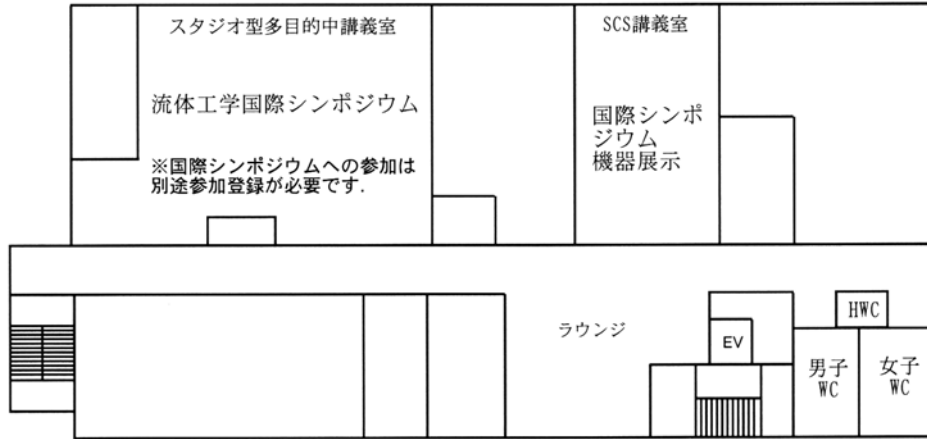 スタジオ型多目的中講義室
SCS講義室
流体工学国際シンポジウム
※国際シンポジウムへの参加は
別途参加登録が必要です.
国際シンポ
ジウム
機器展示
ラウンジ
EV
HWC
男子
WC
女子
WC